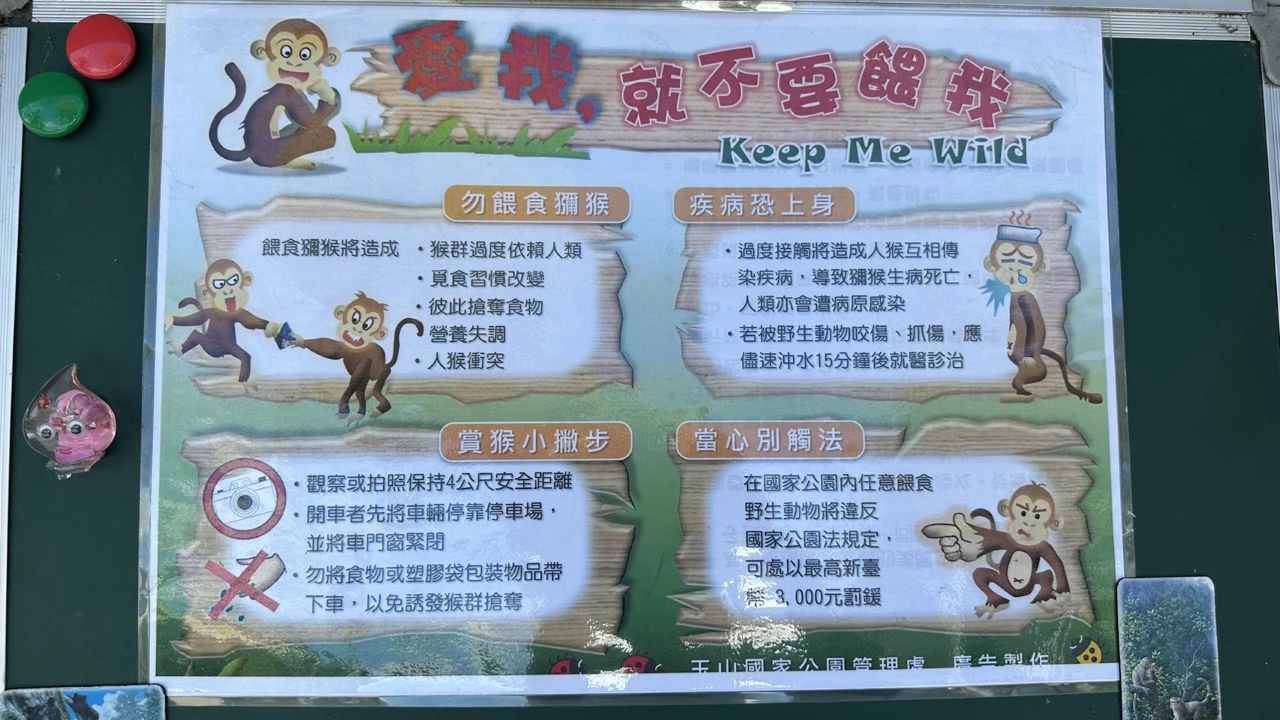 愛我，就不要餵我
Keep Me Wild
勿餵食獼猴
餵食獼猴將造成
・猴群過度依賴人類
・覓食習慣改變
・彼此搶奪食物
・營養失調
・人猴衝突
疾病恐上身
・過度接觸將造成人猴互相傳
染疾病，導致獼猴生病死亡，
人類亦會遭病原感染
・若被野生動物咬傷、抓傷，應
儘速沖水15分鐘後就醫診治
賞猴小撇步
・觀察或拍照保持4公尺安全距離
・開車者先將車輛停靠停車場，
並將車門窗緊閉
・勿將食物或塑膠袋包裝物品帶
下車，以免誘發猴群搶奪
當心別觸法
在國家公園內任意餵食
野生動物將違反
國家公園法規定，
可處以最高新臺
幣 3,000元罰鍰
玉山國家公園管理處 廣告製作